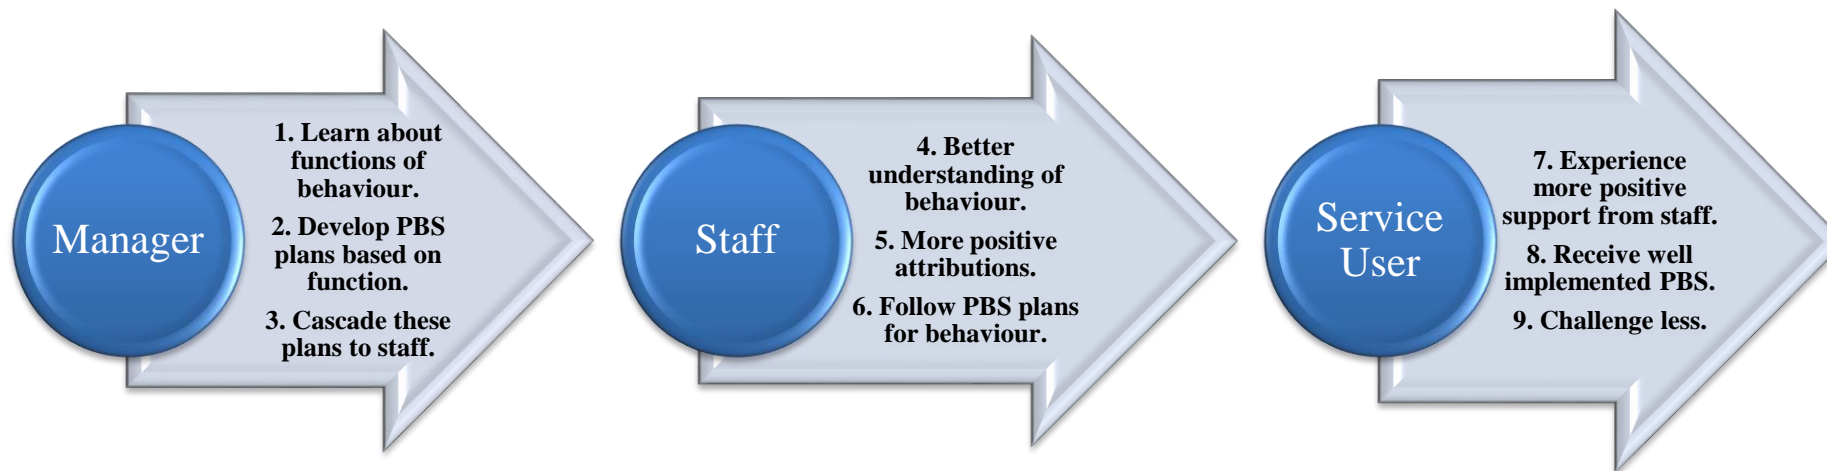 Manager
1. Learn about
functions of
behaviour.
2. Develop PBS
plans based on
function.
3. Cascade these
plans to staff.
Staff
4. Better
understanding of
behaviour.
5. More positive
attributions.
6. Follow PBS plans
for behaviour.
Service
User
7. Experience
more positive
support from staff.
8. Receive well
implemented PBS.
9. Challenge less.